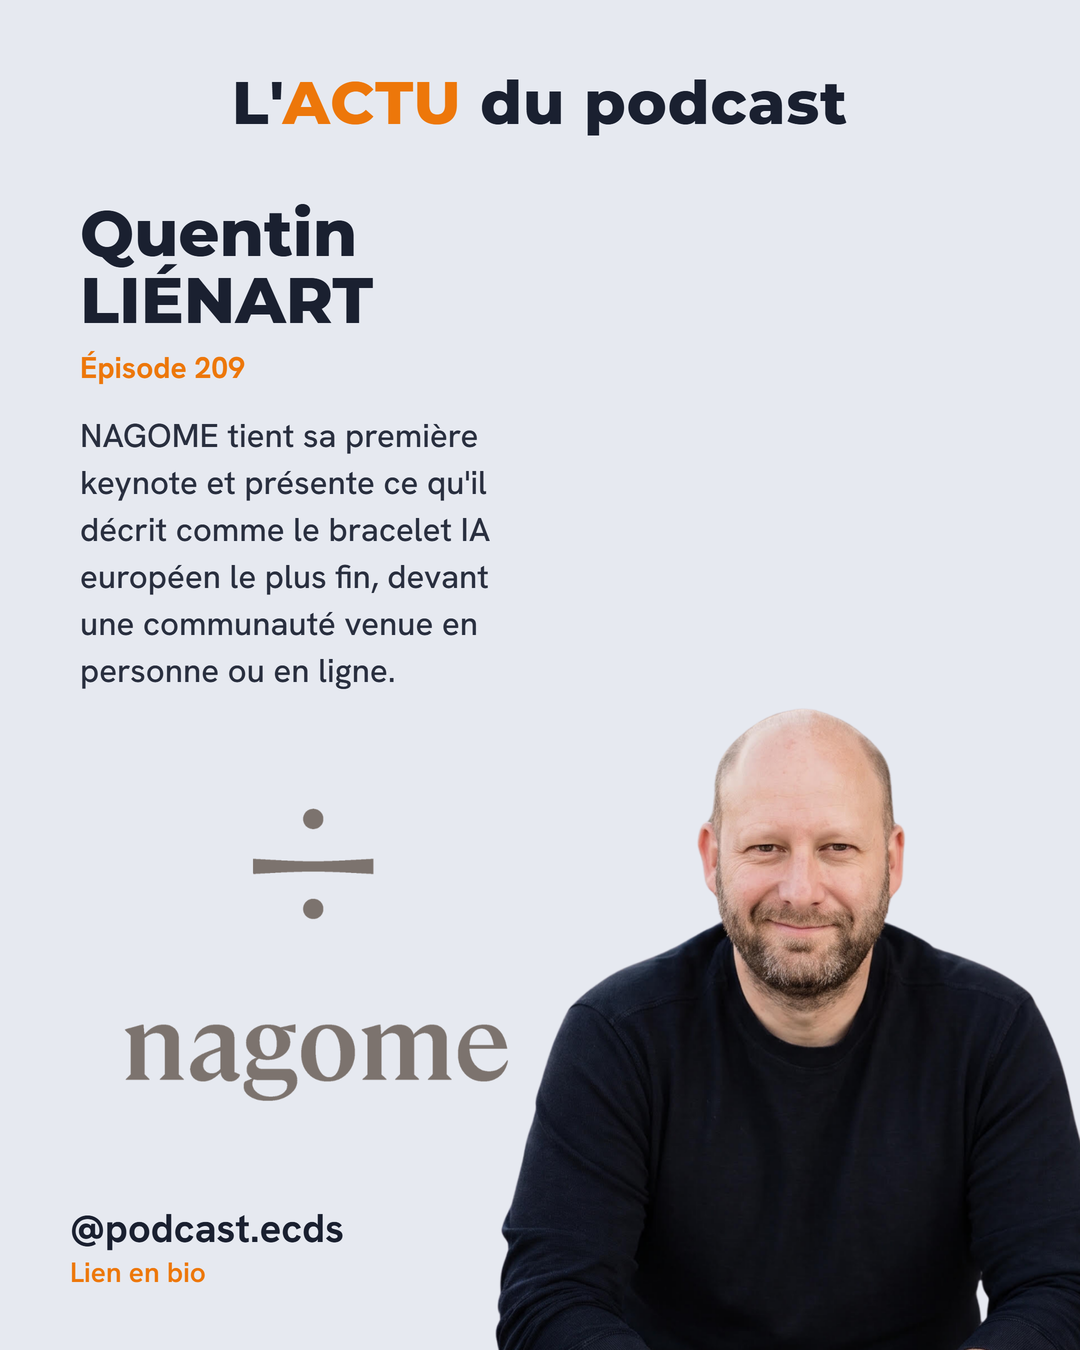 L'ACTU du podcast
Quentin
LIÉNART
Épisode 209
NAGOME tient sa première
keynote et présente ce qu'il
décrit comme le bracelet IA
européen le plus fin, devant
une communauté venue en
personne ou en ligne.
nagome
@podcast.ecds
Lien en bio